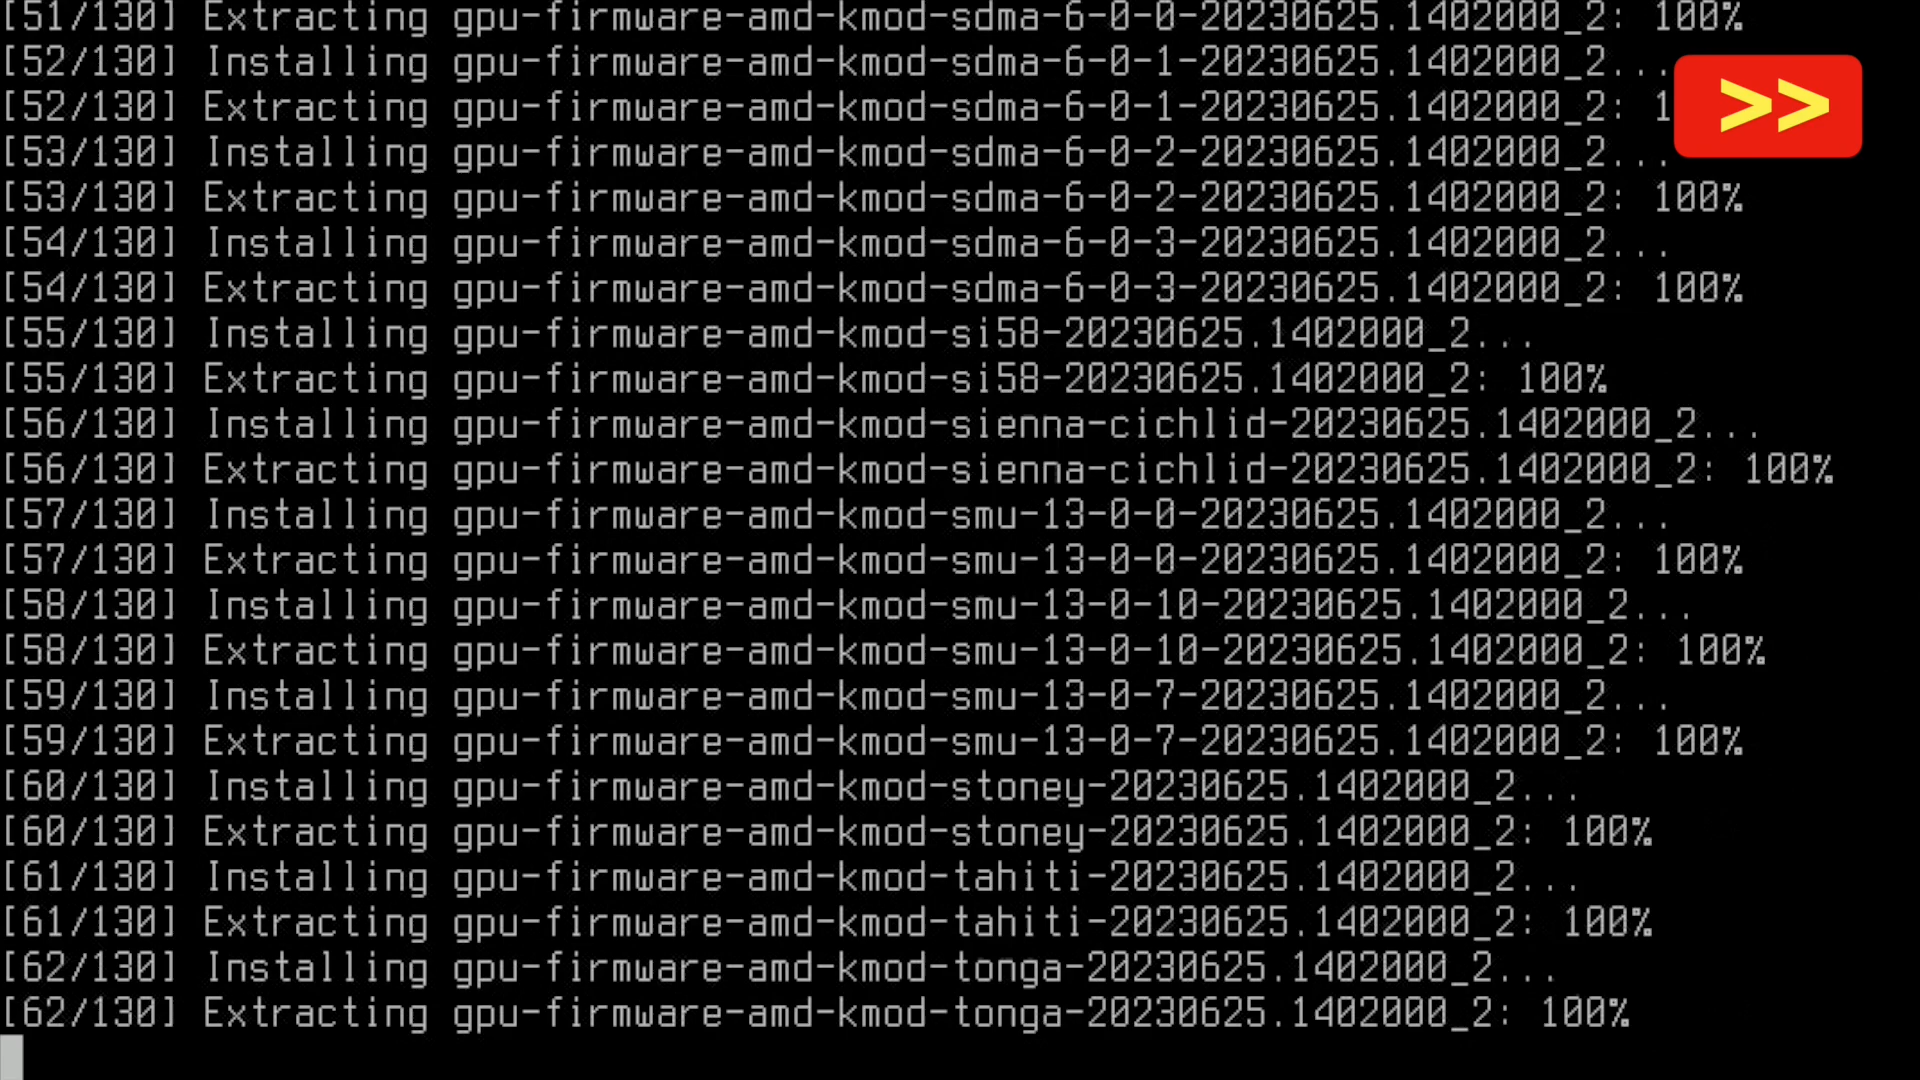 [51/130] Extracting gpu-firmware-amd-kmod-sdma-6-0-0-20230625.1402000_2: 100%
[52/130] Installing gpu-firmware-amd-kmod-sdma-6-0-1-20230625.1402000_2...
[52/130] Extracting gpu-firmware-amd-kmod-sdma-6-0-1-20230625.1402000_2: 1
>>
[53/130] Installing gpu-firmware-amd-kmod-sdma-6-0-2-20230625.1402000_2...
[53/130] Extracting gpu-firmware-amd-kmod-sdma-6-0-2-20230625.1402000_2: 100%
[54/130] Installing gpu-firmware-amd-kmod-sdma-6-0-3-20230625.1402000_2...
[54/130] Extracting gpu-firmware-amd-kmod-sdma-6-0-3-20230625.1402000_2: 100%
[55/130] Installing gpu-firmware-amd-kmod-si58-20230625.1402000_2...
[55/130] Extracting gpu-firmware-amd-kmod-si58-20230625.1402000_2: 100%
[56/130] Installing gpu-firmware-amd-kmod-sienna-cichlid-20230625.1402000_2...
[56/130] Extracting gpu-firmware-amd-kmod-sienna-cichlid-20230625.1402000_2: 100%
[57/130] Installing gpu-firmware-amd-kmod-smu-13-0-0-20230625.1402000_2...
[57/130] Extracting gpu-firmware-amd-kmod-smu-13-0-0-20230625.1402000_2: 100%
[58/130] Installing gpu-firmware-amd-kmod-smu-13-0-10-20230625.1402000_2...
[58/130] Extracting gpu-firmware-amd-kmod-smu-13-0-10-20230625.1402000_2: 100%
[59/130] Installing gpu-firmware-amd-kmod-smu-13-0-7-20230625.1402000_2...
[59/130] Extracting gpu-firmware-amd-kmod-smu-13-0-7-20230625.1402000_2: 100%
[60/130] Installing gpu-firmware-amd-kmod-stoney-20230625.1402000_2...
[60/130] Extracting gpu-firmware-amd-kmod-stoney-20230625.1402000_2: 100%
[61/130] Installing gpu-firmware-amd-kmod-tahiti-20230625.1402000_2...
[61/130] Extracting gpu-firmware-amd-kmod-tahiti-20230625.1402000_2: 100%
[62/130] Installing gpu-firmware-amd-kmod-tonga-20230625.1402000_2...
[62/130] Extracting gpu-firmware-amd-kmod-tonga-20230625.1402000_2: 100%